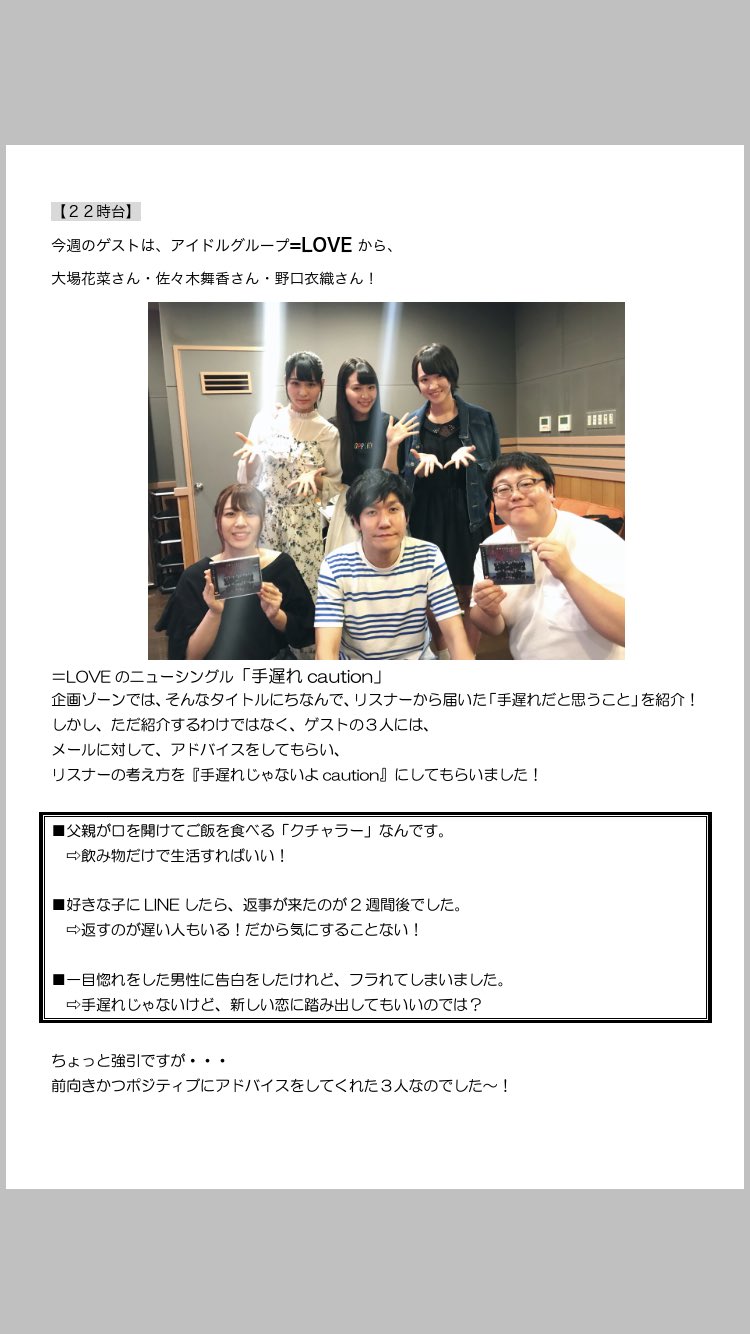 【２２時台】
今週のゲストは、アイドルグループ=LOVE から、
大場花菜さん・佐々木舞香さん・野口衣織さん！
＝LOVE のニューシングル「手遅れ caution」
企画ゾーンでは、そんなタイトルにちなんで、リスナーから届いた「手遅れだと思うこと」を紹介！
しかし、ただ紹介するわけではなく、ゲストの３人には、
メールに対して、アドバイスをしてもらい、
リスナーの考え方を『手遅れじゃないよ caution』にしてもらいました！
■父親が口を開けてご飯を食べる「クチャラー」なんです。
⇨飲み物だけで生活すればいい！
■好きな子に LINE したら、返事が来たのが 2 週間後でした。
⇨返すのが遅い人もいる！だから気にすることない！
■一目惚れをした男性に告白をしたけれど、フラれてしまいました。
⇨手遅れじゃないけど、新しい恋に踏み出してもいいのでは？
ちょっと強引ですが・・・
前向きかつポジティブにアドバイスをしてくれた３人なのでした～！